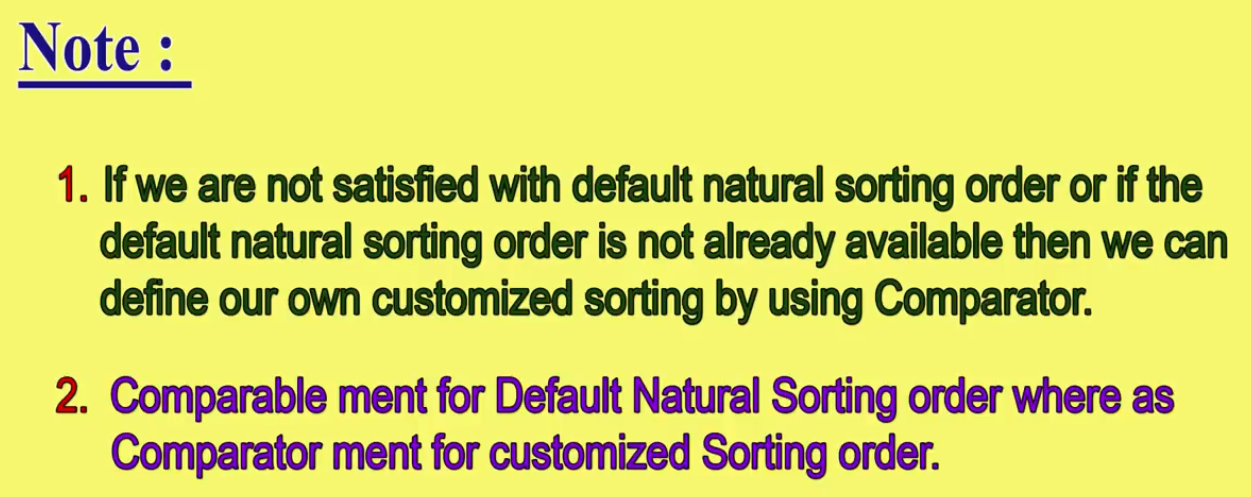 Note :
1. If we are not satisfied with default natural sorting order or if the
default natural sorting order is not already available then we can
define our own customized sorting by using Comparator.
2. Comparable ment for Default Natural Sorting order where as
Comparator ment for customized Sorting order.